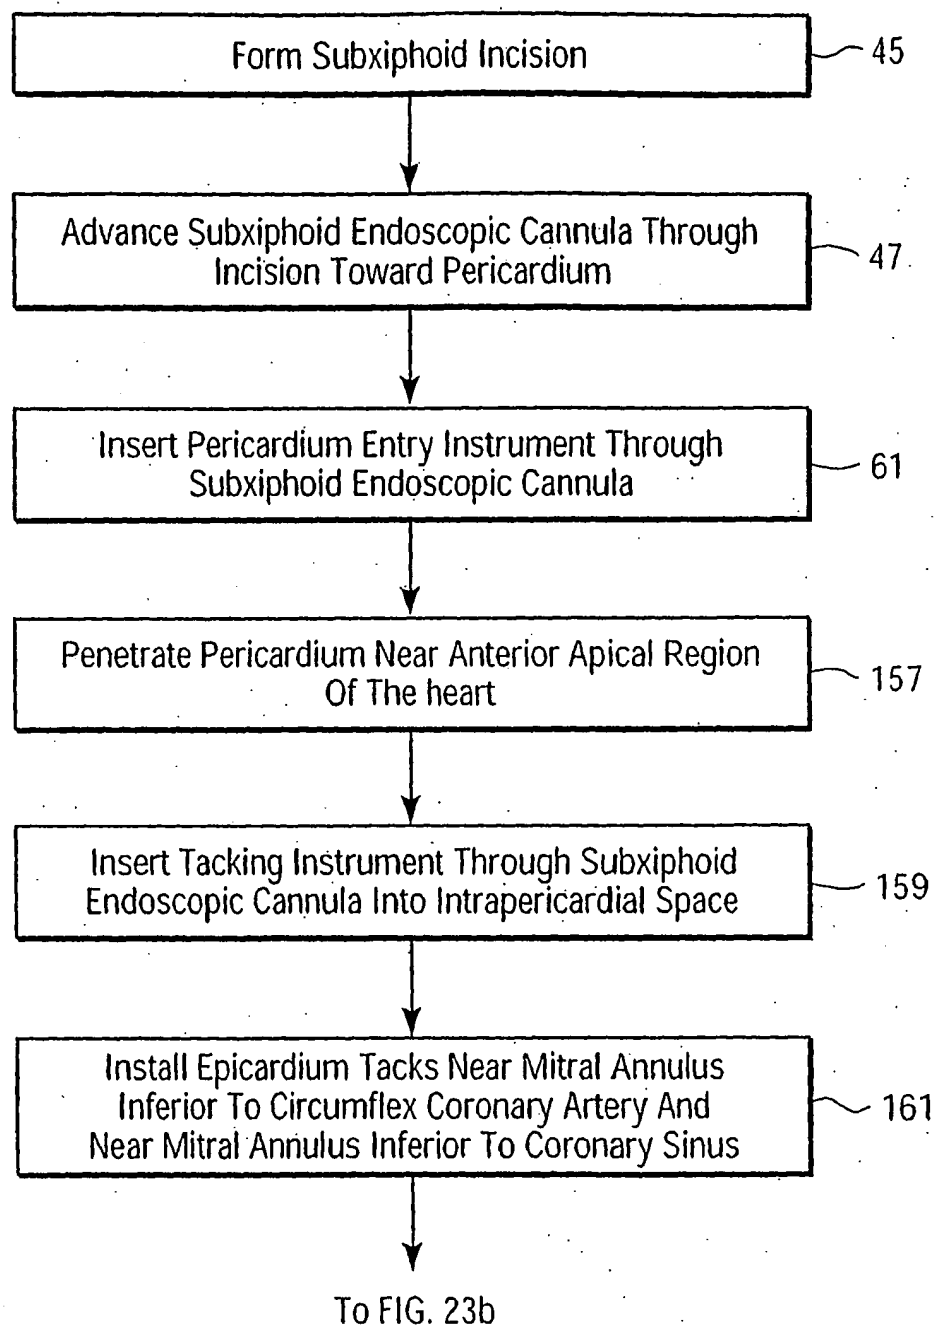 Form Subxiphoid Incision
45
Advance Subxiphoid Endoscopic Cannula Through
Incision Toward Pericardium
47
Insert Pericardium Entry Instrument Through
Subxiphoid Endoscopic Cannula
61
Penetrate Pericardium Near Anterior Apical Region
Of The heart
157
Insert Tacking Instrument Through Subxiphoid
Endoscopic Cannula Into Intrapericardial Space
159
Install Epicardium Tacks Near Mitral Annulus
Inferior To Circumflex Coronary Artery And
Near Mitral Annulus Inferior To Coronary Sinus
161
To FIG. 23b